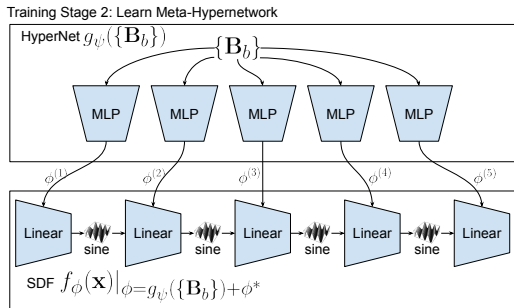 Training Stage 2: Learn Meta-Hypernetwork
HyperNet g_ψ({B_b})
{B_b}
MLP MLP MLP MLP MLP
ϕ^(1) ϕ^(2) ϕ^(3) ϕ^(4) ϕ^(5)
Linear Linear Linear Linear Linear
sine sine sine sine
SDF f_ϕ(x)|_ϕ=g_ψ({B_b})+ϕ*